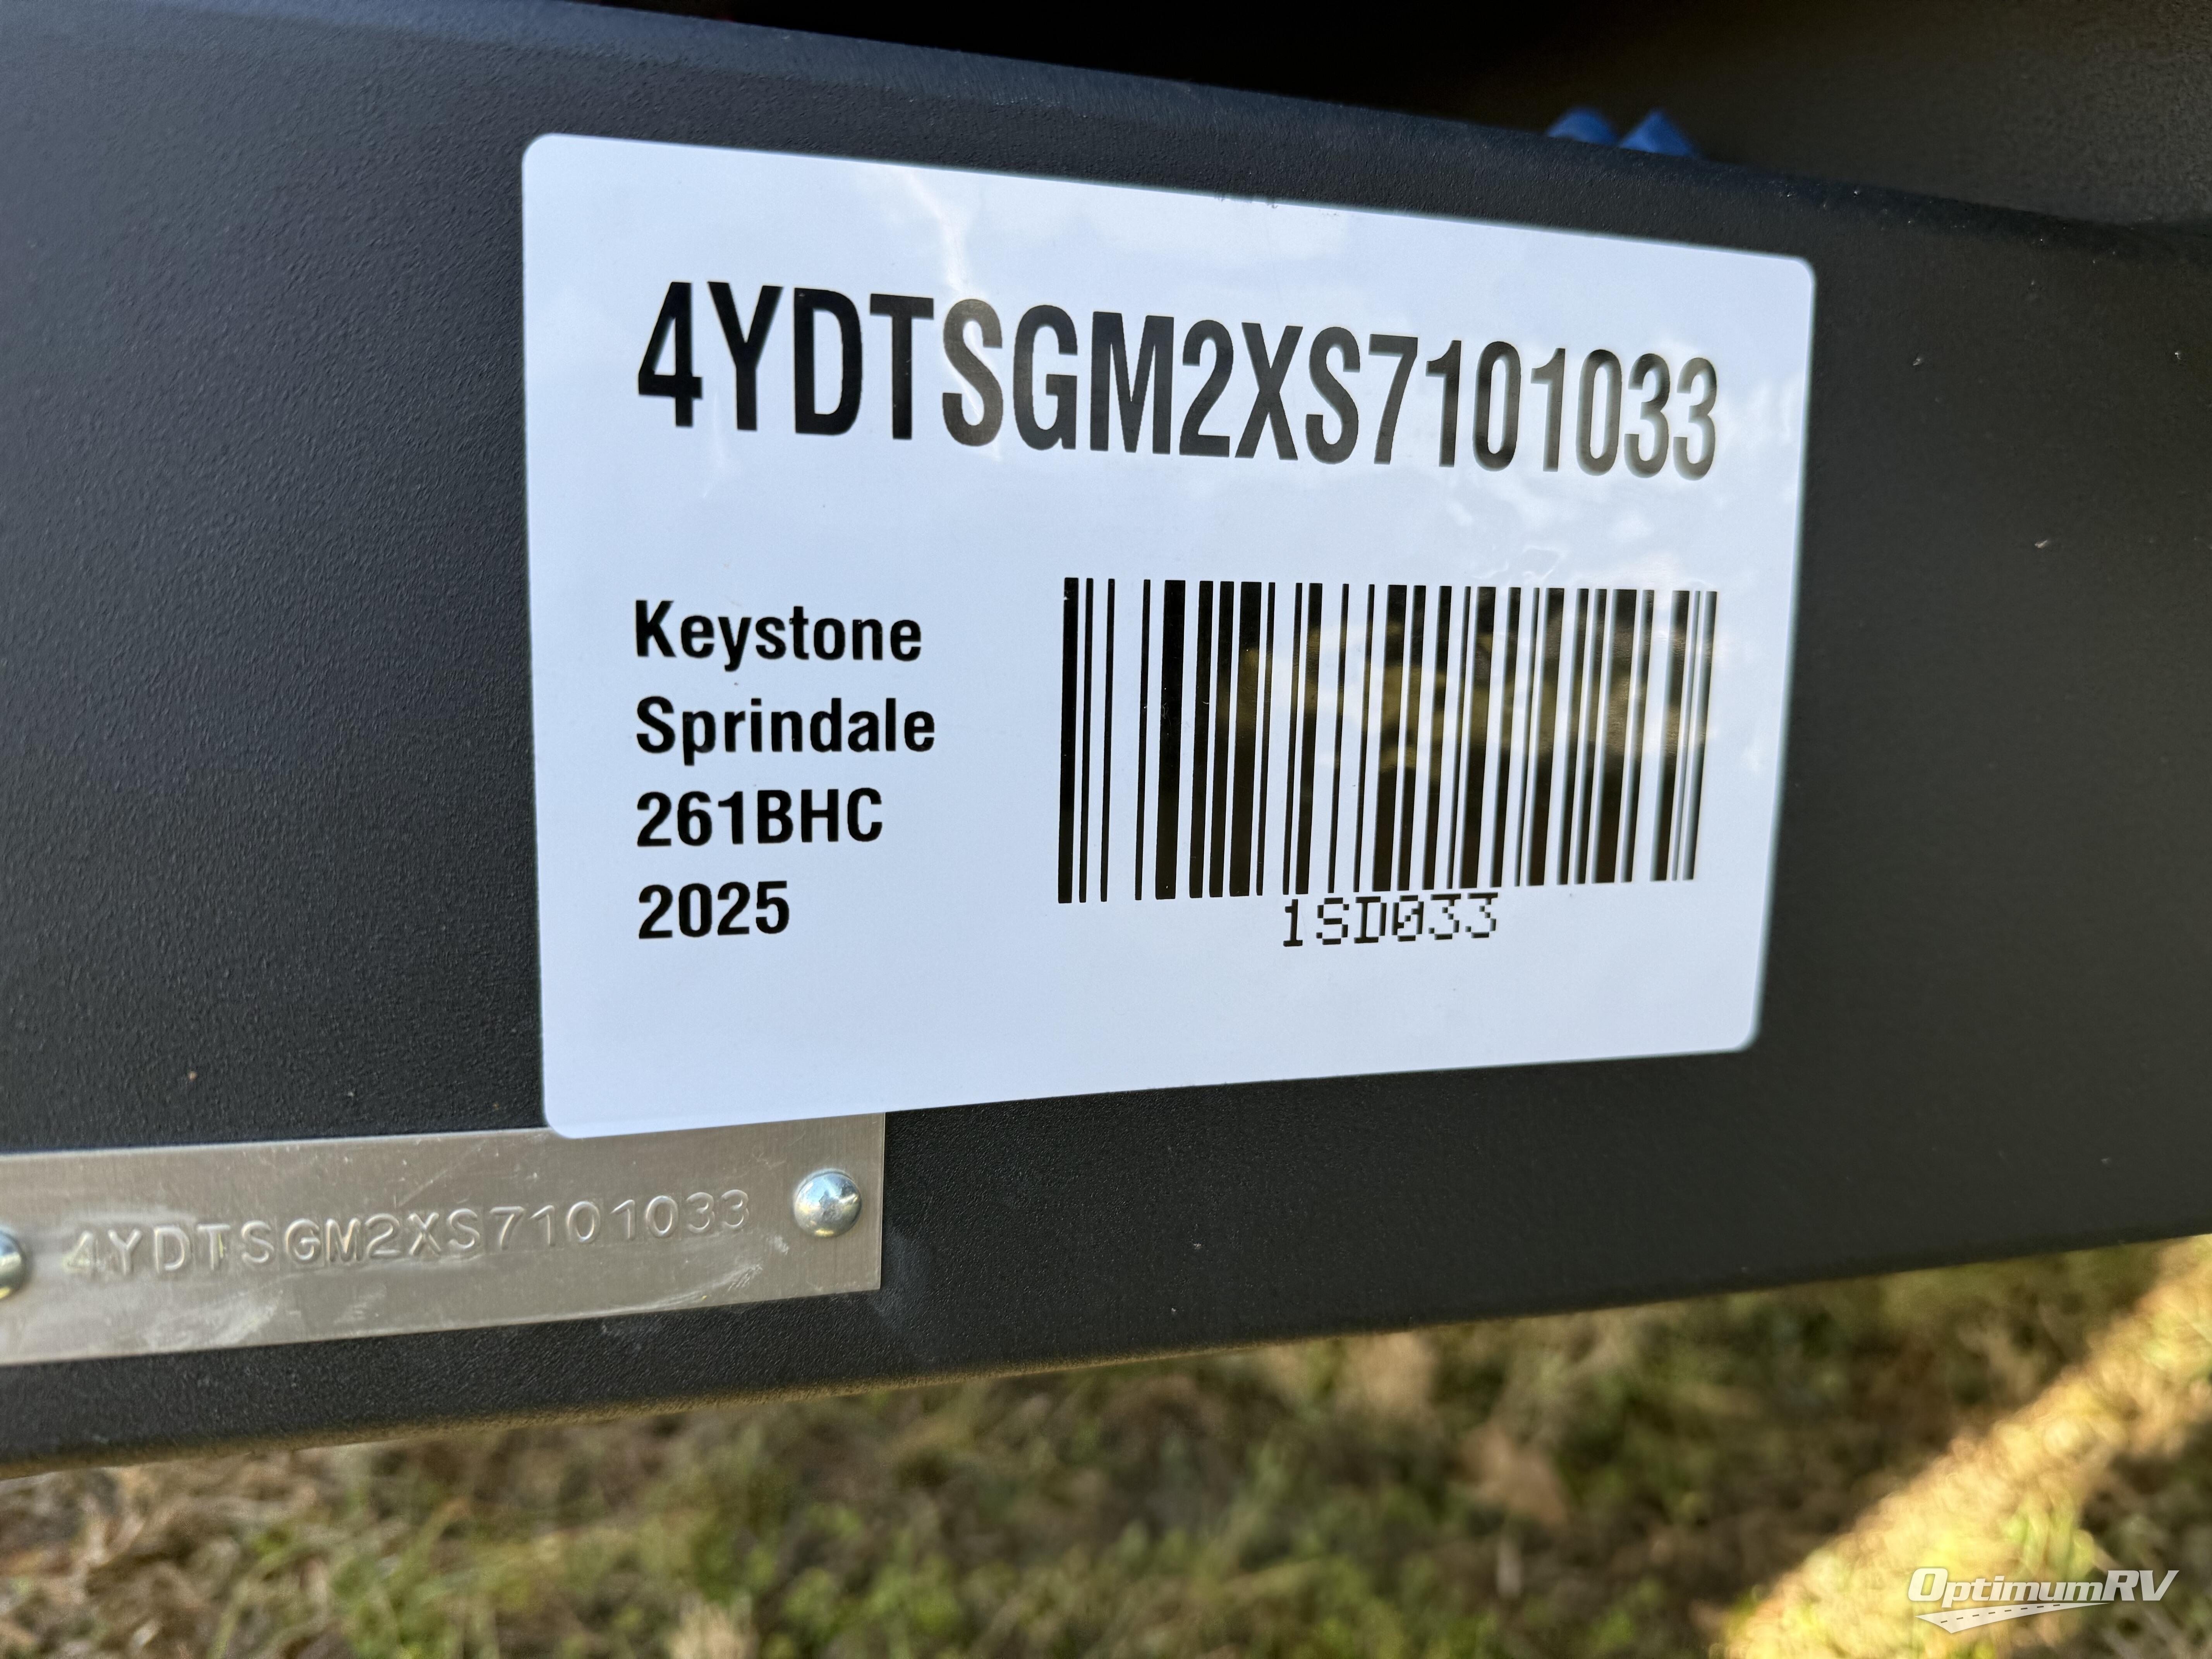 4YDTSGM2XS7101033
Keystone
Sprindale
261BHC
2025
1SD033
4YDTSGM2XS7101033
OptimumRV